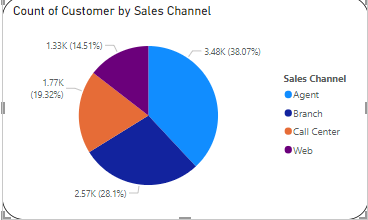 Count of Customer by Sales Channel
1.33K (14.51%)
3.48K (38.07%)
1.77K
(19.32%)
2.57K (28.1%)
Sales Channel
Agent
Branch
Call Center
Web